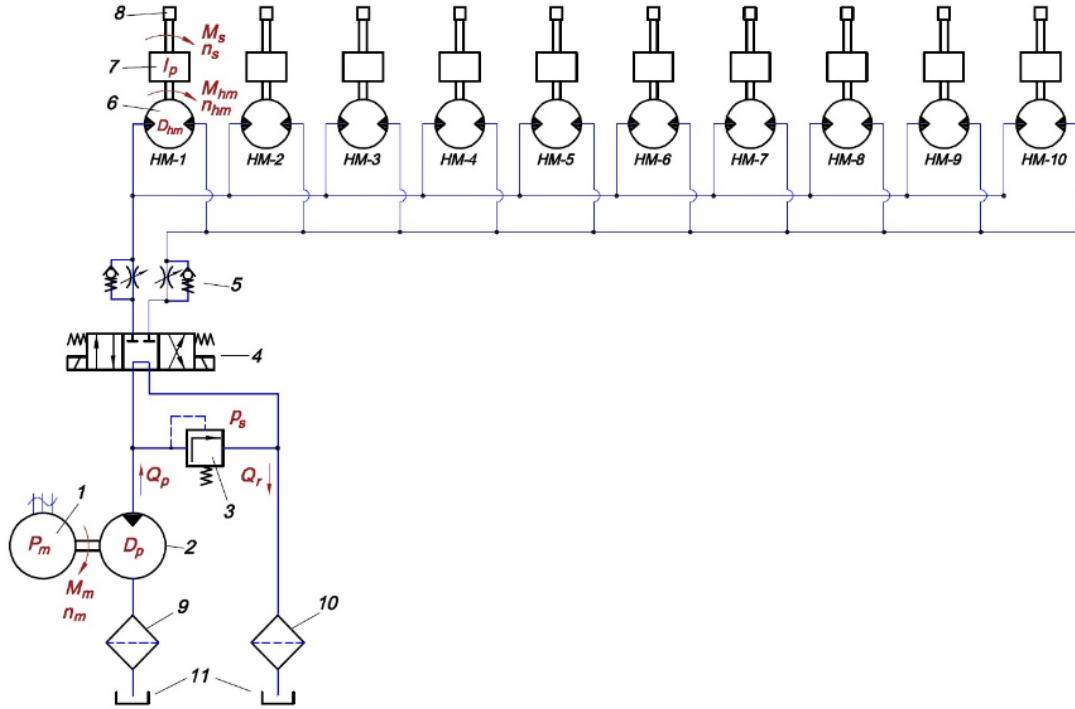 8
M_s
n_s
7
I_p
M_hm
n_hm
6
D_hm
HM-1
HM-2
HM-3
HM-4
HM-5
HM-6
HM-7
HM-8
HM-9
HM-10
5
4
p_s
Q_p
Q_r
3
1
P_m
D_p
2
M_m
n_m
9
10
11